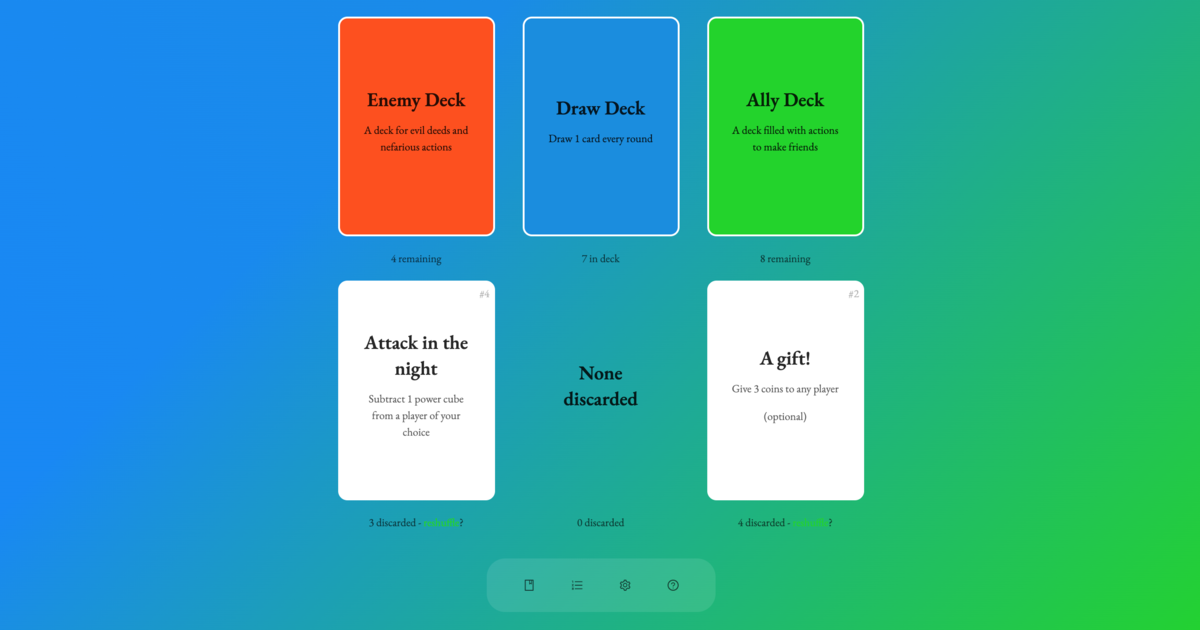 Enemy Deck
A deck for evil deeds and
nefarious actions
Draw Deck
Draw 1 card every round
Ally Deck
A deck filled with actions
to make friends
4 remaining
7 in deck
8 remaining
#4
Attack in the
night
Subtract 1 power cube
from a player of your
choice
None
discarded
#2
A gift!
Give 3 coins to any player
(optional)
3 discarded - reshuffle?
0 discarded
4 discarded - reshuffle?